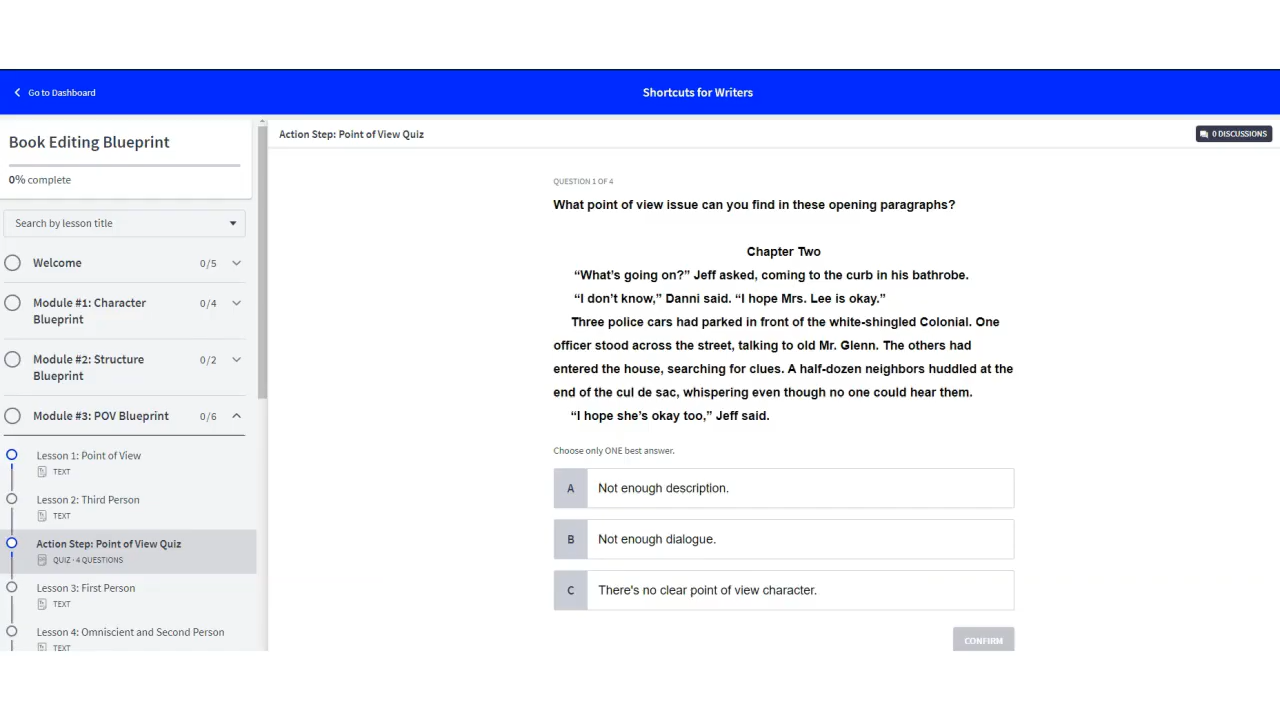 Go to Dashboard
Shortcuts for Writers
Book Editing Blueprint
0% complete
Search by lesson title
Welcome 0/5
Module #1: Character 0/4
Blueprint
Module #2: Structure 0/2
Blueprint
Module #3: POV Blueprint 0/6
Lesson 1: Point of View
TEXT
Lesson 2: Third Person
TEXT
Action Step: Point of View Quiz
QUIZ · 4 QUESTIONS
Lesson 3: First Person
TEXT
Lesson 4: Omniscient and Second Person
TEXT
Action Step: Point of View Quiz
0 DISCUSSIONS
QUESTION 1 OF 4
What point of view issue can you find in these opening paragraphs?
Chapter Two
“What’s going on?” Jeff asked, coming to the curb in his bathrobe.
“I don’t know,” Danni said. “I hope Mrs. Lee is okay.”
Three police cars had parked in front of the white-shingled Colonial. One
officer stood across the street, talking to old Mr. Glenn. The others had
entered the house, searching for clues. A half-dozen neighbors huddled at the
end of the cul de sac, whispering even though no one could hear them.
“I hope she’s okay too,” Jeff said.
Choose only ONE best answer.
A Not enough description.
B Not enough dialogue.
C There's no clear point of view character.
CONFIRM